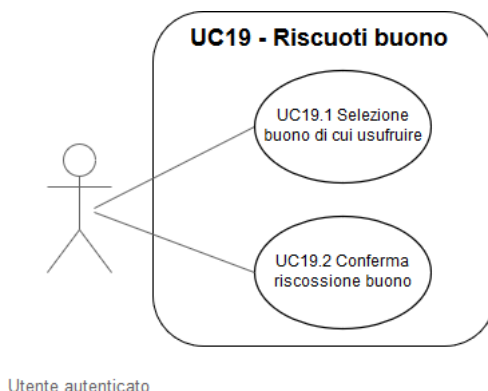 UC19 - Riscuoti buono
UC19.1 Selezione
buono di cui usufruire
UC19.2 Conferma
riscossione buono
Utente autenticato